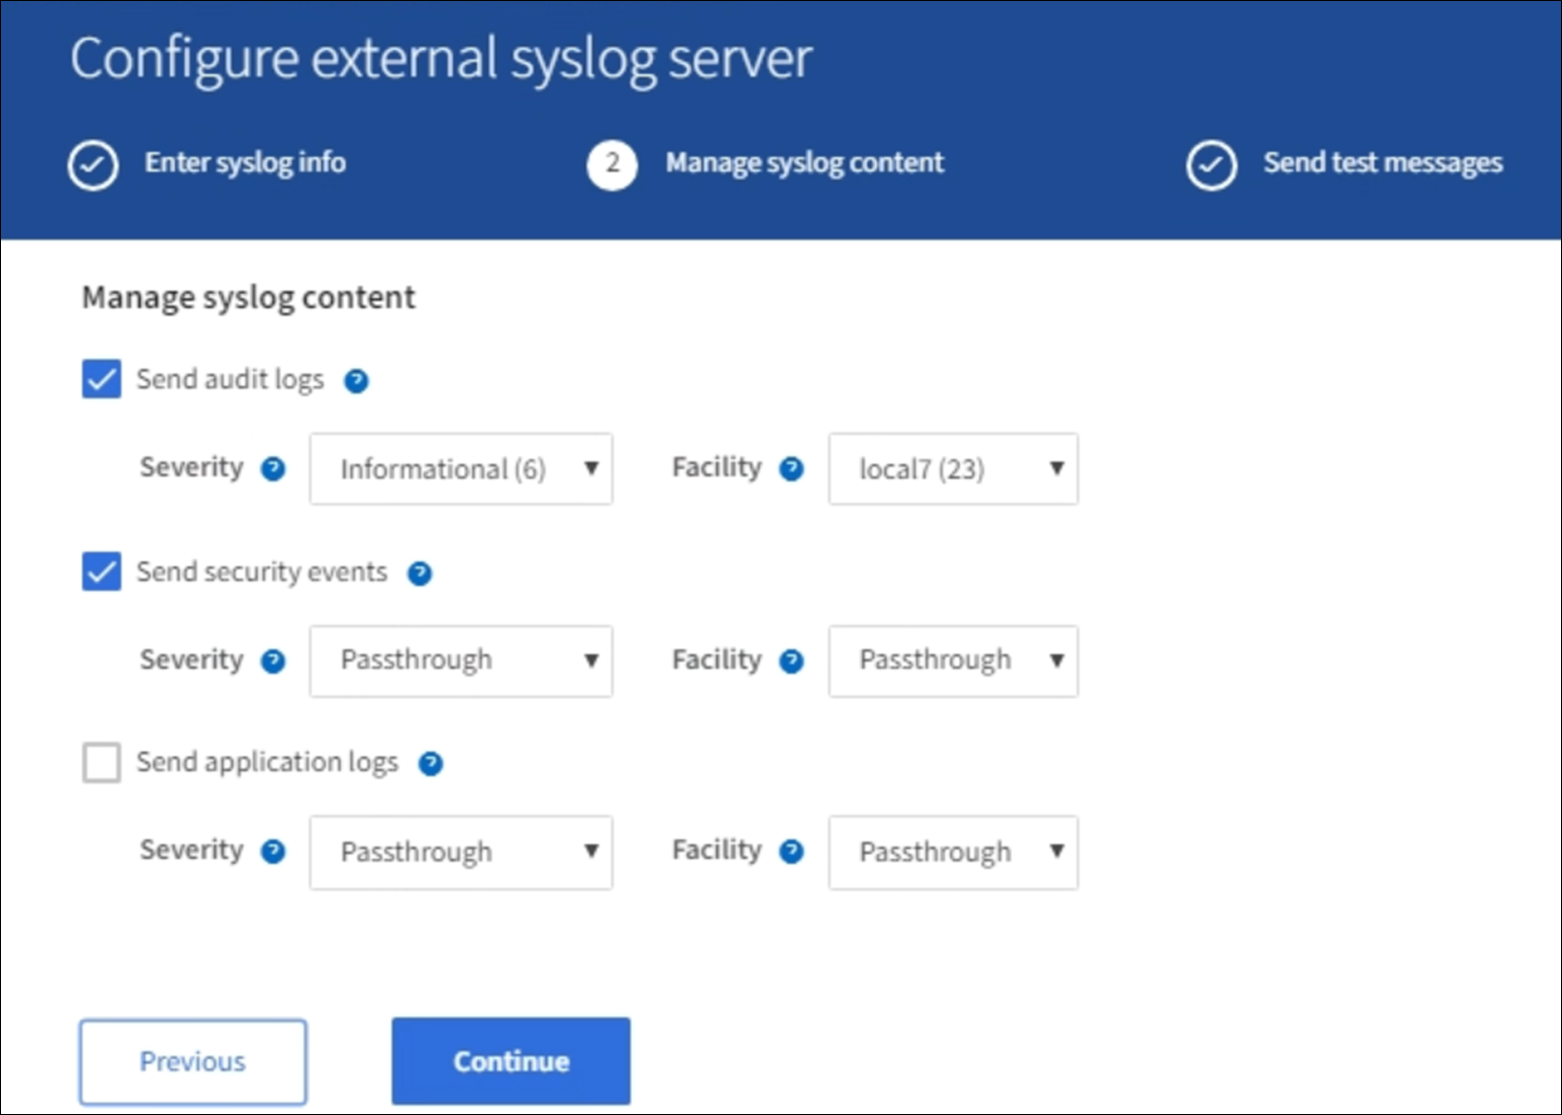 Configure external syslog server
Enter syslog info 2 Manage syslog content Send test messages
Manage syslog content
Send audit logs ?
Severity ? Informational (6) Facility ? local7 (23)
Send security events ?
Severity ? Passthrough Facility ? Passthrough
Send application logs ?
Severity ? Passthrough Facility ? Passthrough
Previous Continue